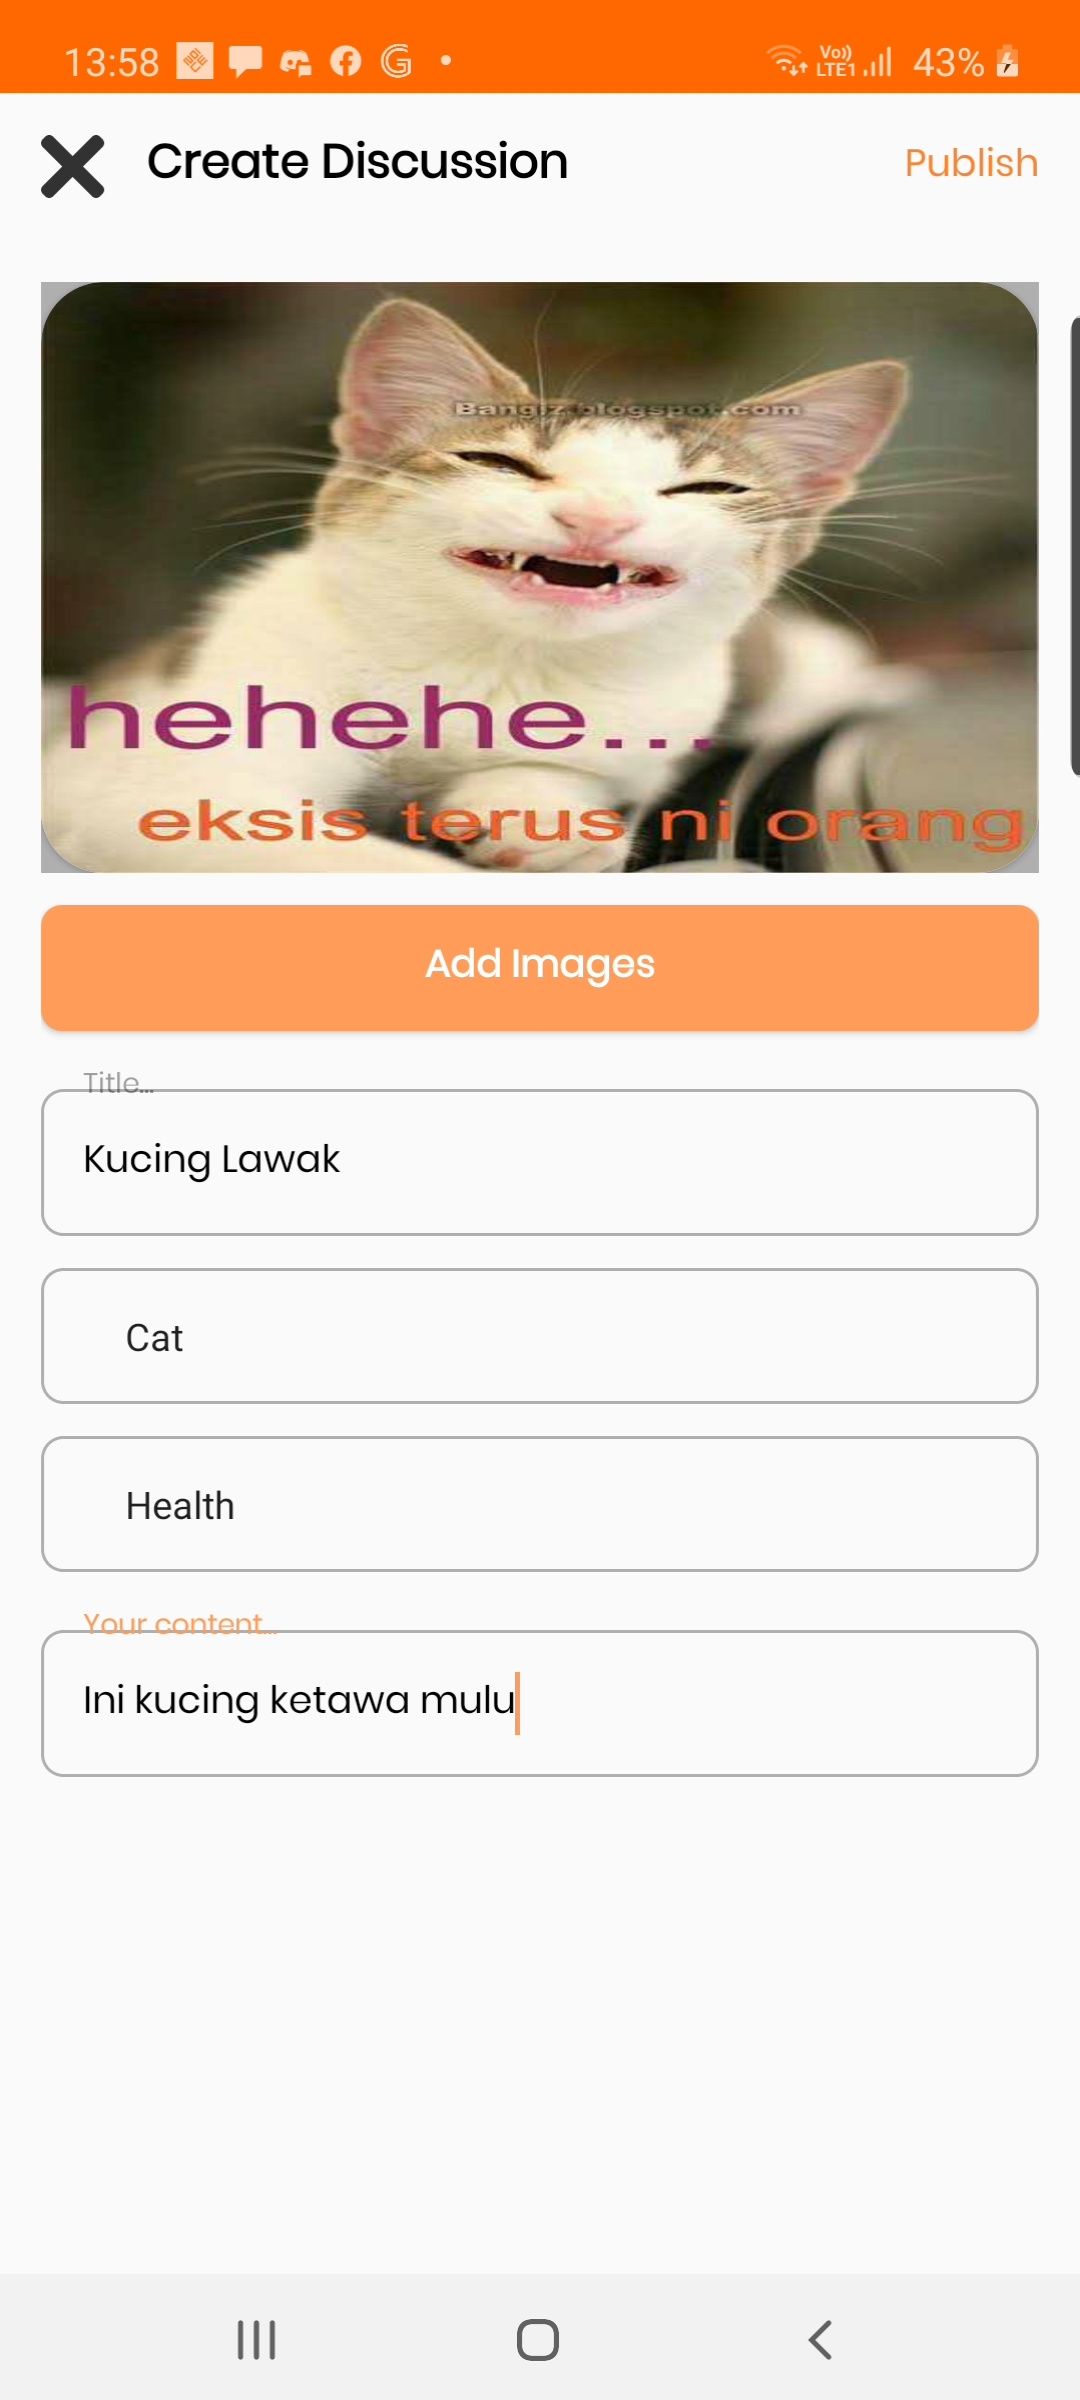 13:58
Vo))
LTE1
43%
Create Discussion
Publish
Bangiz.blogspot.com
hehehe...
eksis terus ni orang
Add Images
Title...
Kucing Lawak
Cat
Health
Your content...
Ini kucing ketawa mulu